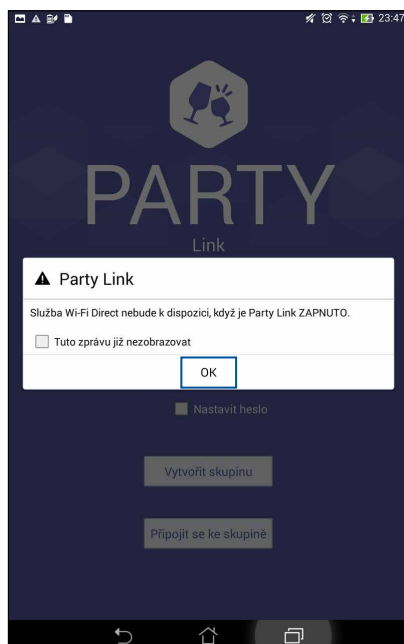 23:47
PARTY
Link
Party Link
Služba Wi-Fi Direct nebude k dispozici, když je Party Link ZAPNUTO.
Tuto zprávu již nezobrazovat
OK
Nastavit heslo
Vytvořit skupinu
Připojit se ke skupině